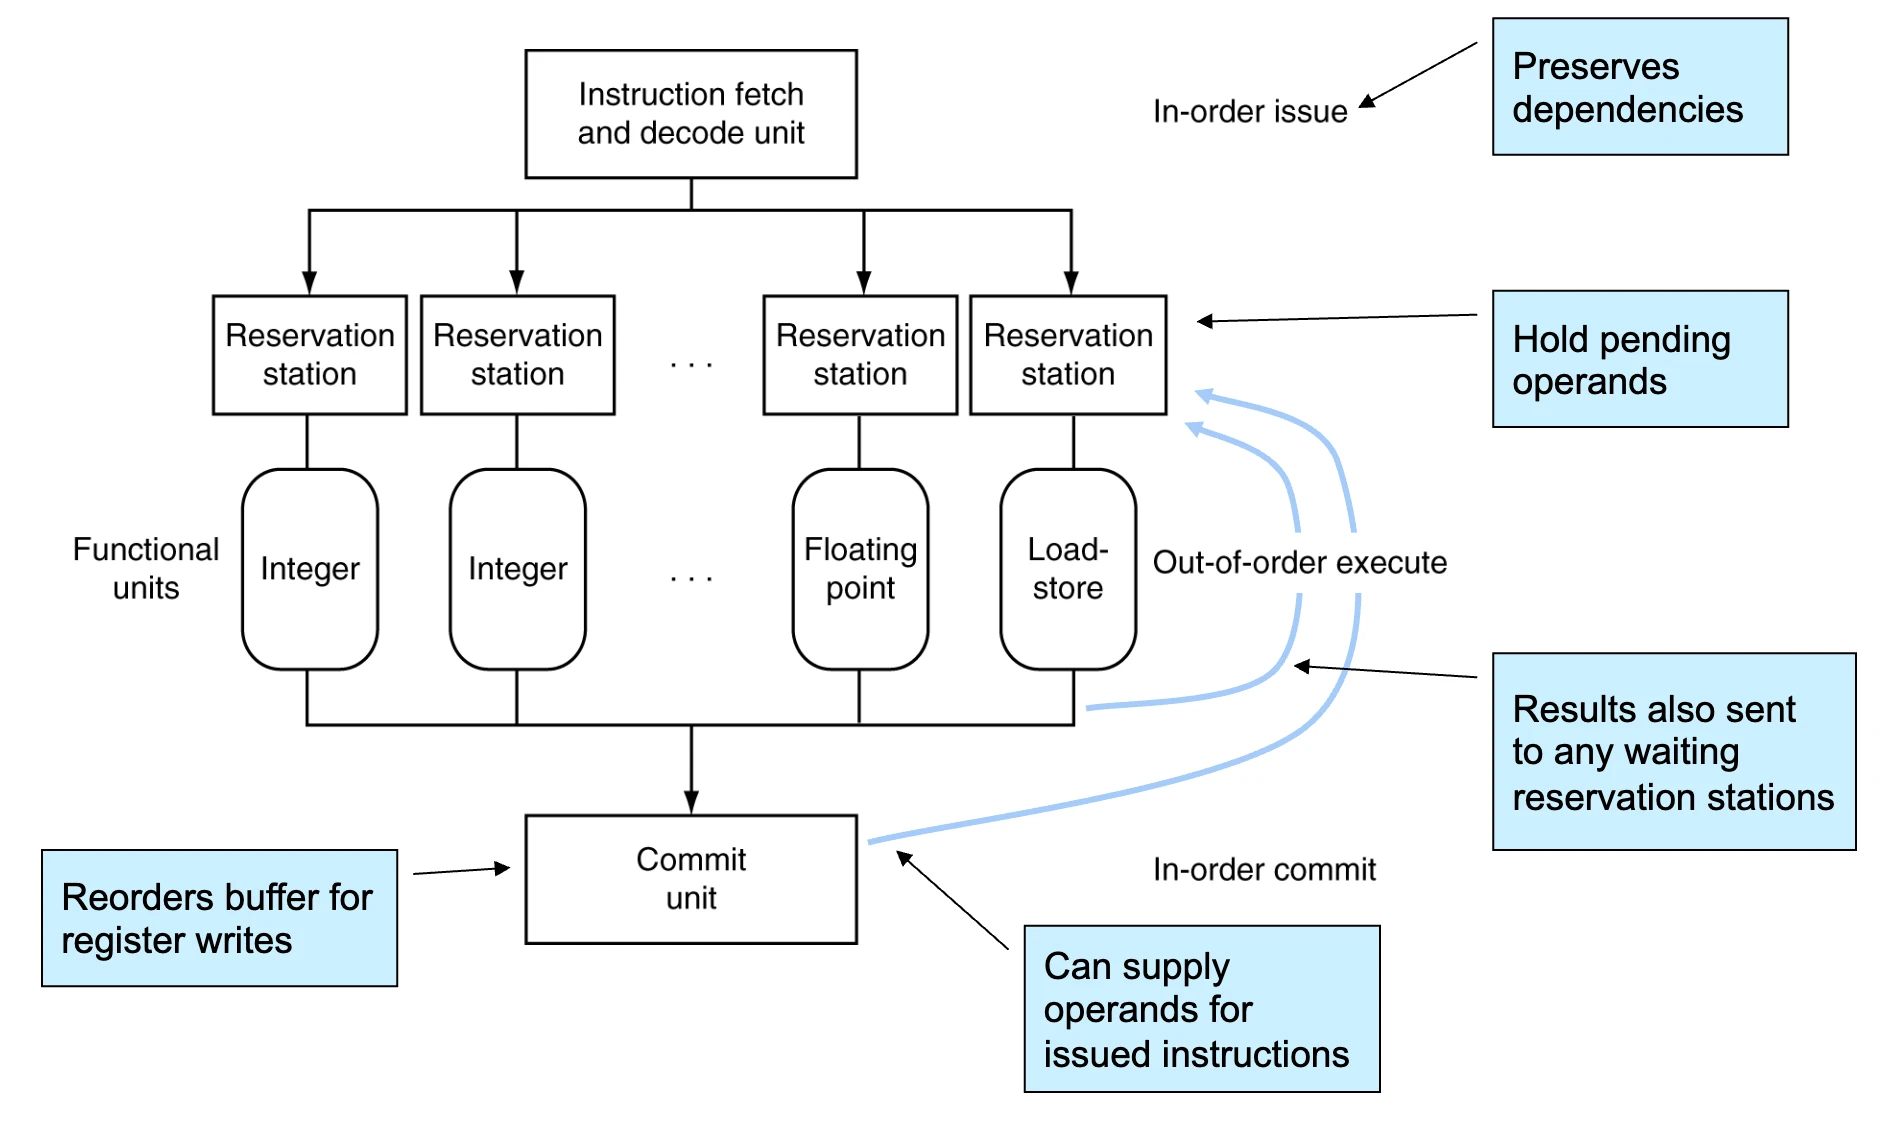 Instruction fetch
and decode unit
In-order issue
Preserves
dependencies
Reservation
station
Reservation
station
. . .
Reservation
station
Reservation
station
Hold pending
operands
Functional
units
Integer
Integer
. . .
Floating
point
Load-
store
Out-of-order execute
Results also sent
to any waiting
reservation stations
Commit
unit
In-order commit
Reorders buffer for
register writes
Can supply
operands for
issued instructions